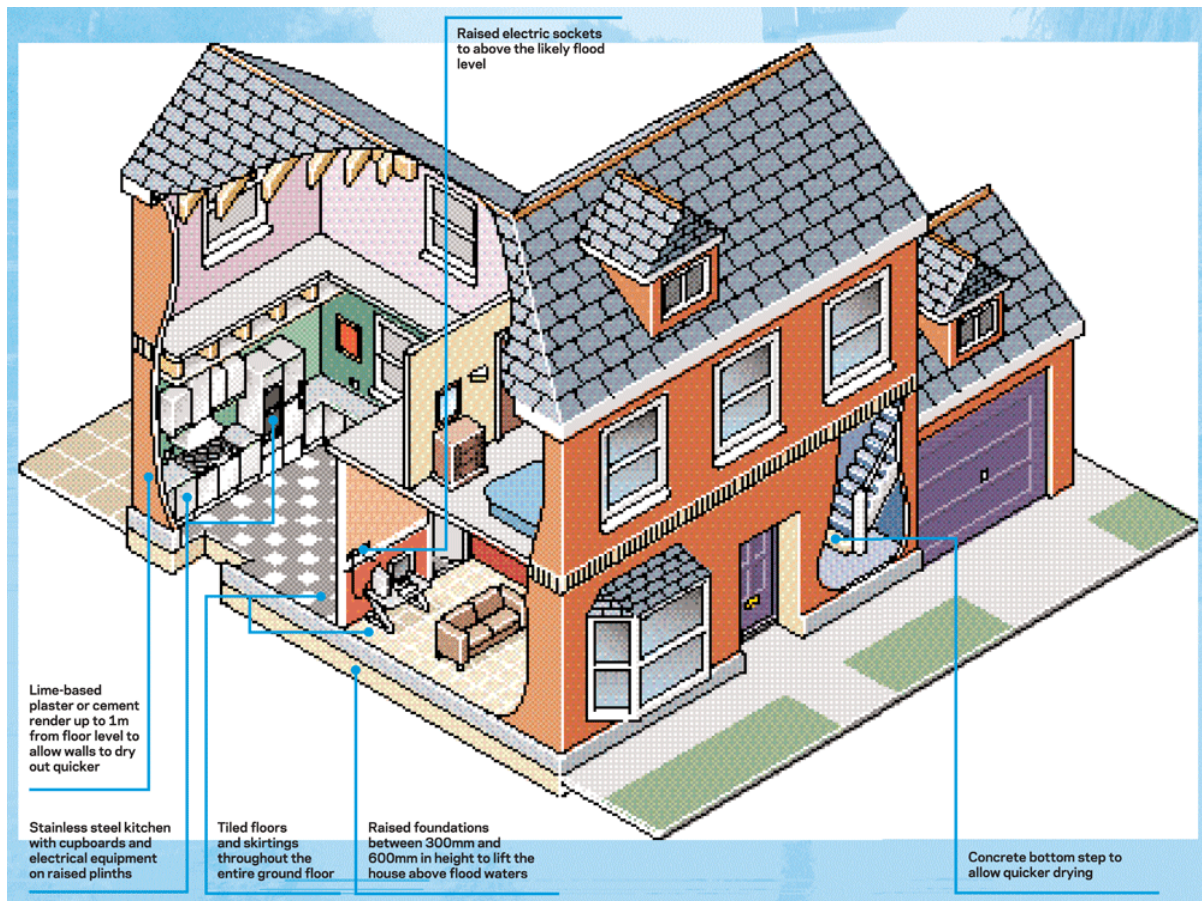 Raised electric sockets
to above the likely flood
level
Lime-based
plaster or cement
render up to 1m
from floor level to
allow walls to dry
out quicker
Stainless steel kitchen
with cupboards and
electrical equipment
on raised plinths
Tiled floors
and skirtings
throughout the
entire ground floor
Raised foundations
between 300mm and
600mm in height to lift the
house above flood waters
Concrete bottom step to
allow quicker drying